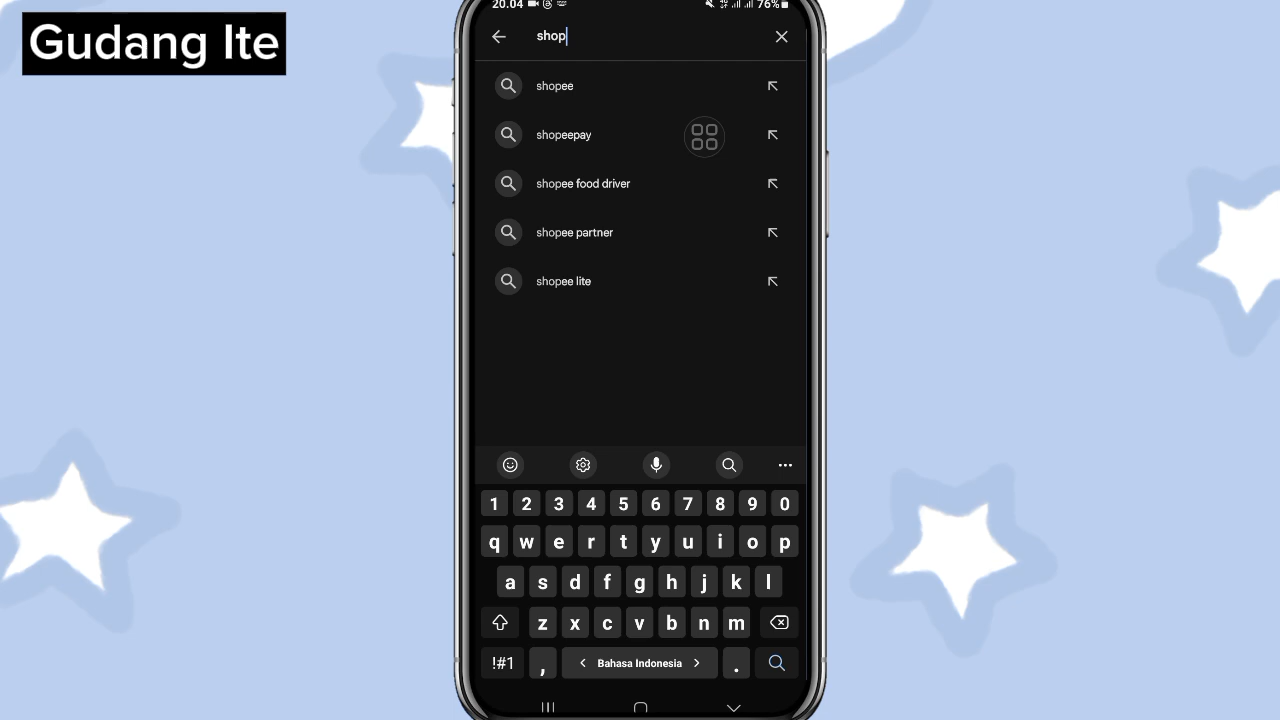 Gudang Ite
20.04 76%
shop
shopee
shopeepay
shopee food driver
shopee partner
shopee lite
1 2 3 4 5 6 7 8 9 0
q w e r t y u i o p
a s d f g h j k l
z x c v b n m
!#1 , < Bahasa Indonesia > .